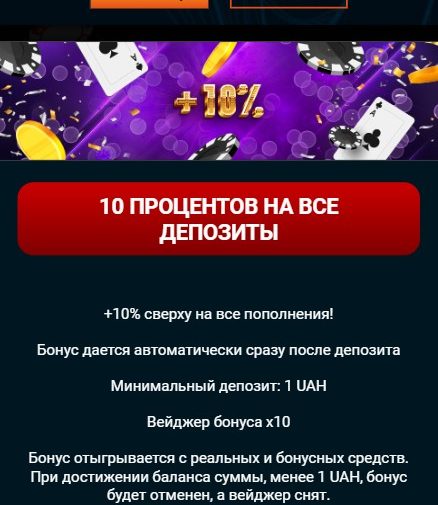 +10%
10 ПРОЦЕНТОВ НА ВСЕ
ДЕПОЗИТЫ
+10% сверху на все пополнения!
Бонус дается автоматически сразу после депозита
Минимальный депозит: 1 UAH
Вейджер бонуса x10
Бонус отыгрывается с реальных и бонусных средств.
При достижении баланса суммы, менее 1 UAH, бонус
будет отменен, а вейджер снят.